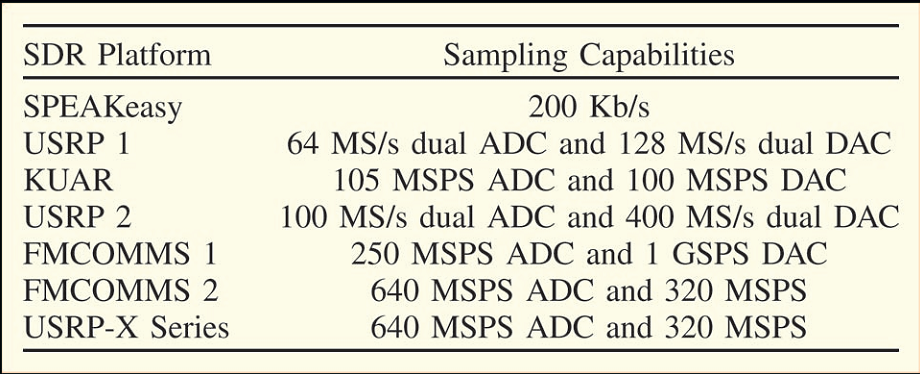 SDR Platform Sampling Capabilities
SPEAKeasy 200 Kb/s
USRP 1 64 MS/s dual ADC and 128 MS/s dual DAC
KUAR 105 MSPS ADC and 100 MSPS DAC
USRP 2 100 MS/s dual ADC and 400 MS/s dual DAC
FMCOMMS 1 250 MSPS ADC and 1 GSPS DAC
FMCOMMS 2 640 MSPS ADC and 320 MSPS
USRP-X Series 640 MSPS ADC and 320 MSPS